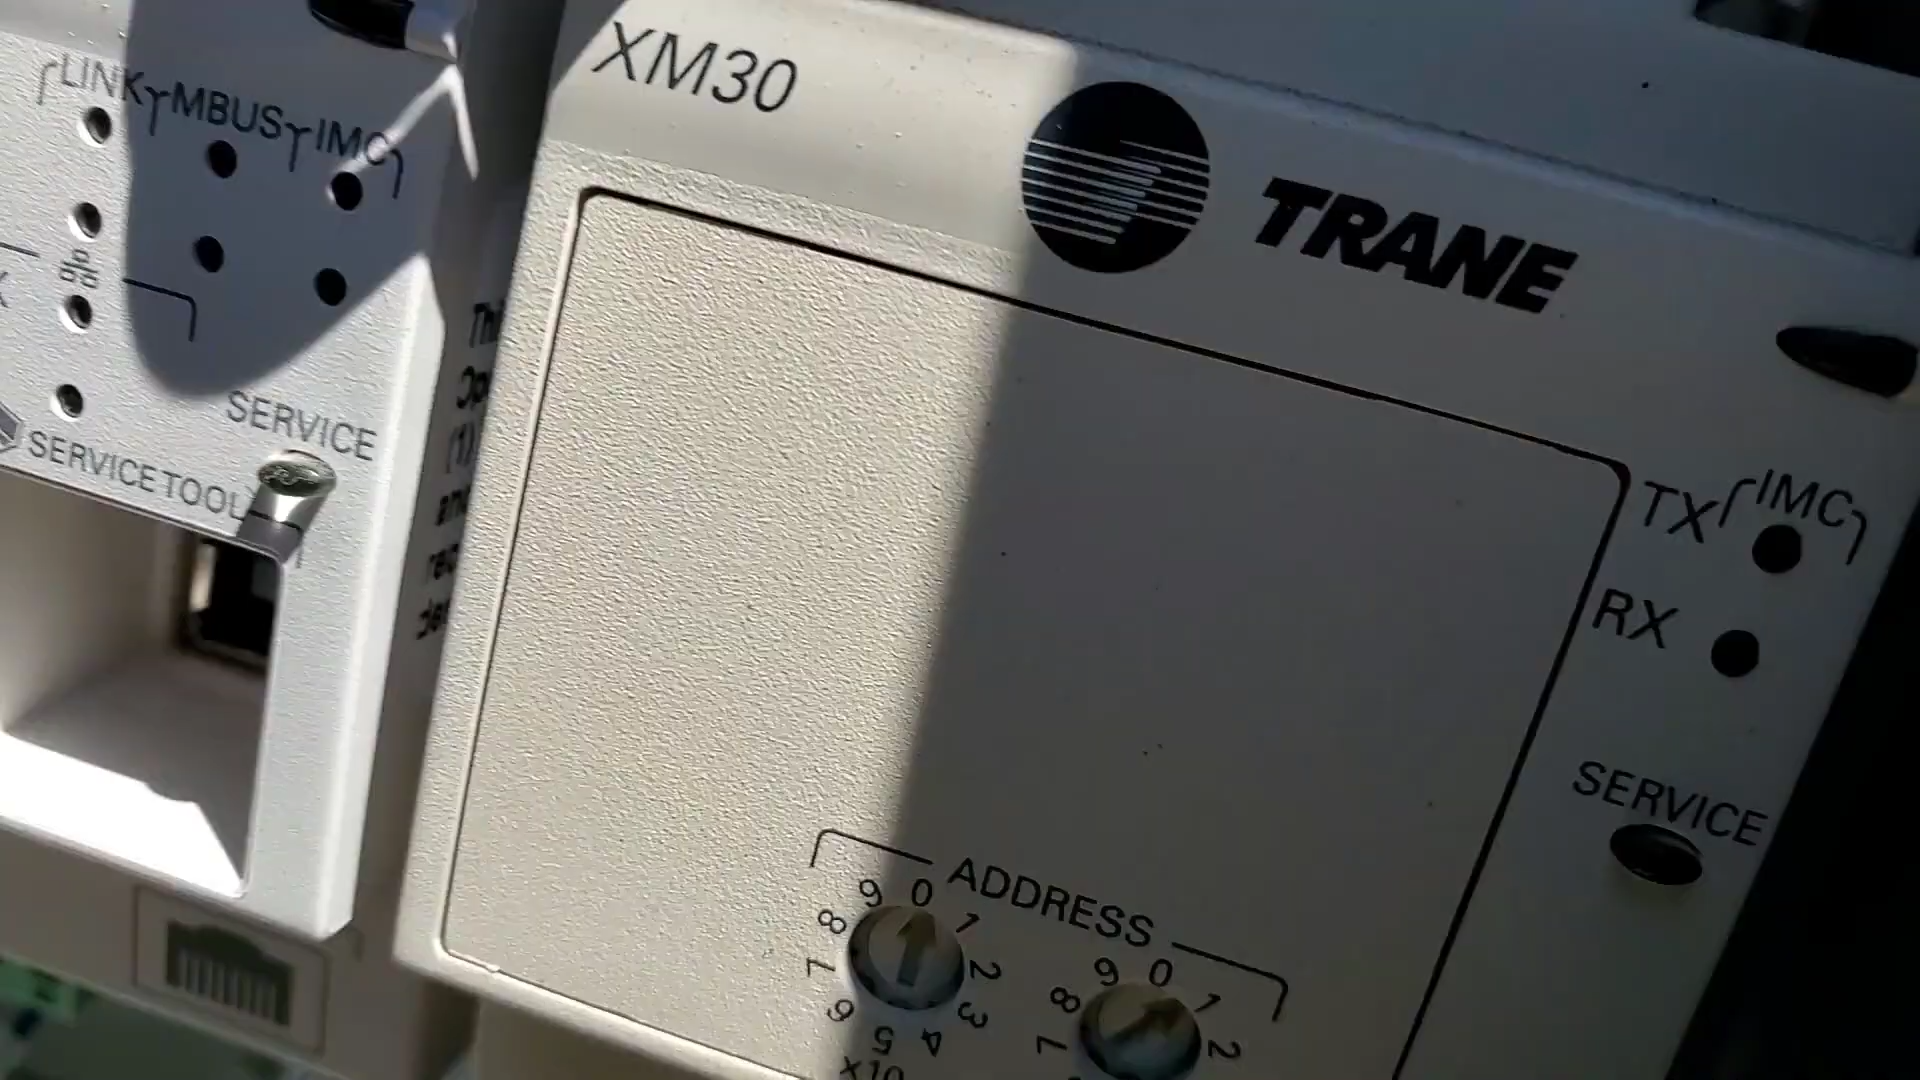 LINK MBUS IMC
SERVICE
SERVICE TOOL
XM30
TRANE
TX IMC
RX
SERVICE
ADDRESS
0 1 2 3 4 5 6 7 8 9
x10
0 1 2 7 8 9